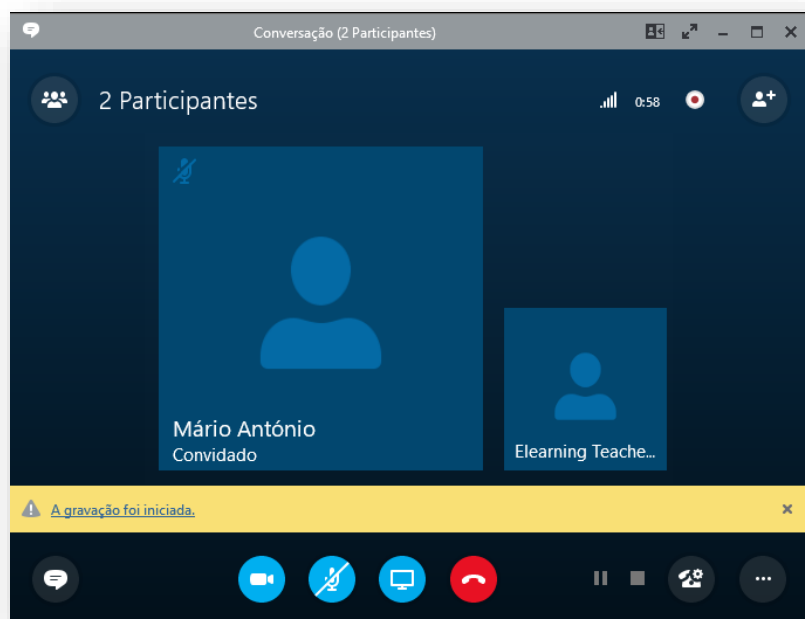 Conversação (2 Participantes)
2 Participantes
0:58
Mário António
Convidado
Elearning Teache...
A gravação foi iniciada.